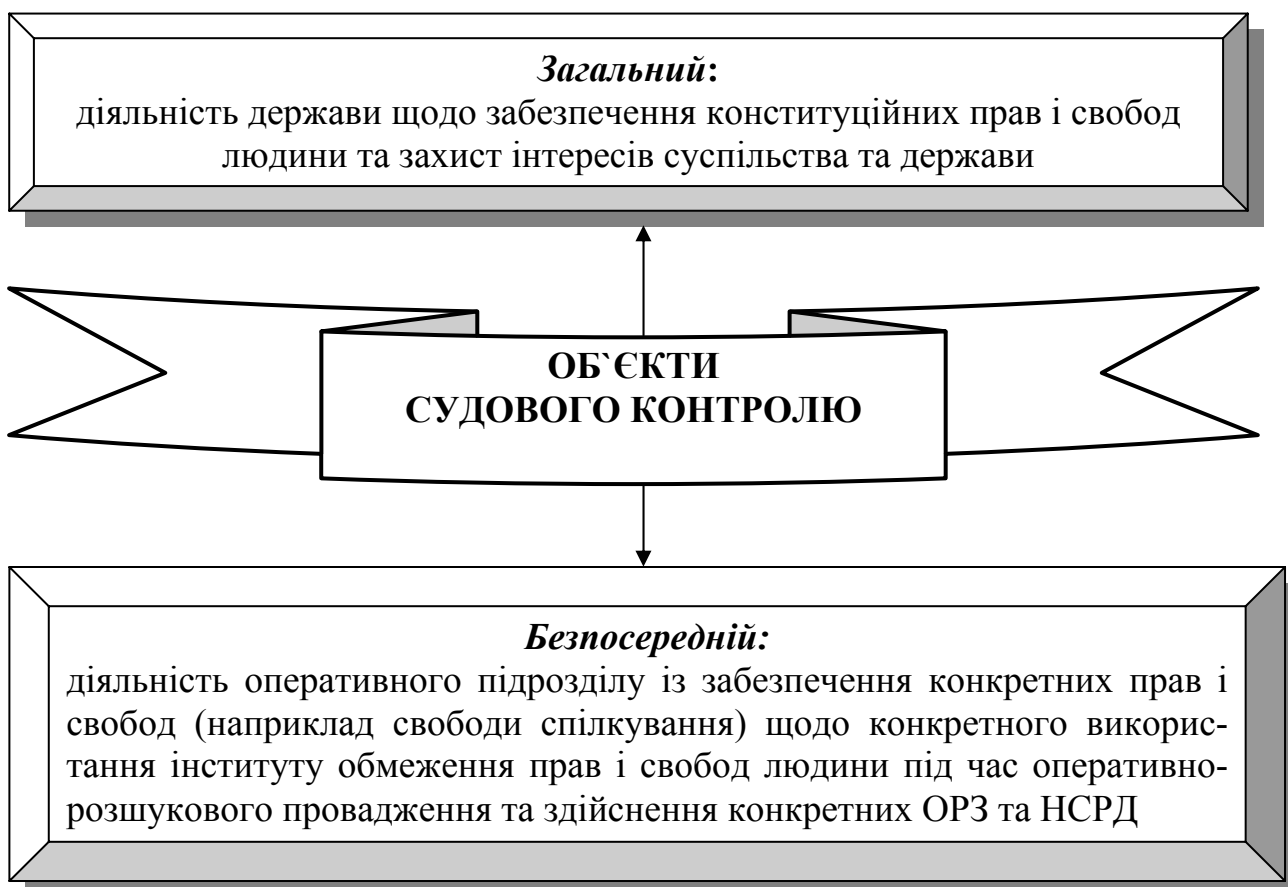 Загальний:
діяльність держави щодо забезпечення конституційних прав і свобод
людини та захист інтересів суспільства та держави
ОБ`ЄКТИ
СУДОВОГО КОНТРОЛЮ
Безпосередній:
діяльність оперативного підрозділу із забезпечення конкретних прав і
свобод (наприклад свободи спілкування) щодо конкретного викорис-
тання інституту обмеження прав і свобод людини під час оперативно-
розшукового провадження та здійснення конкретних ОРЗ та НСРД